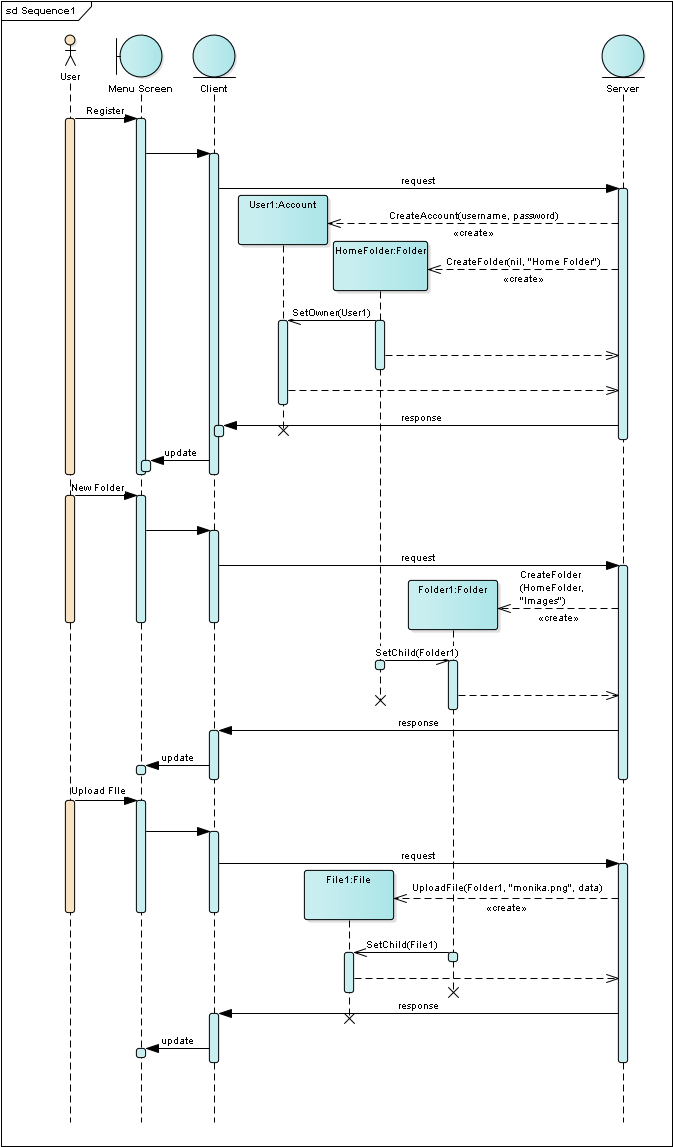 sd Sequence1
User
Menu Screen
Client
Server
Register
request
User1:Account
CreateAccount(username, password)
«create»
HomeFolder:Folder
CreateFolder(nil, "Home Folder")
«create»
SetOwner(User1)
response
update
New Folder
request
Folder1:Folder
CreateFolder
(HomeFolder,
"Images")
«create»
SetChild(Folder1)
response
update
Upload FIle
request
File1:File
UploadFile(Folder1, "monika.png", data)
«create»
SetChild(File1)
response
update